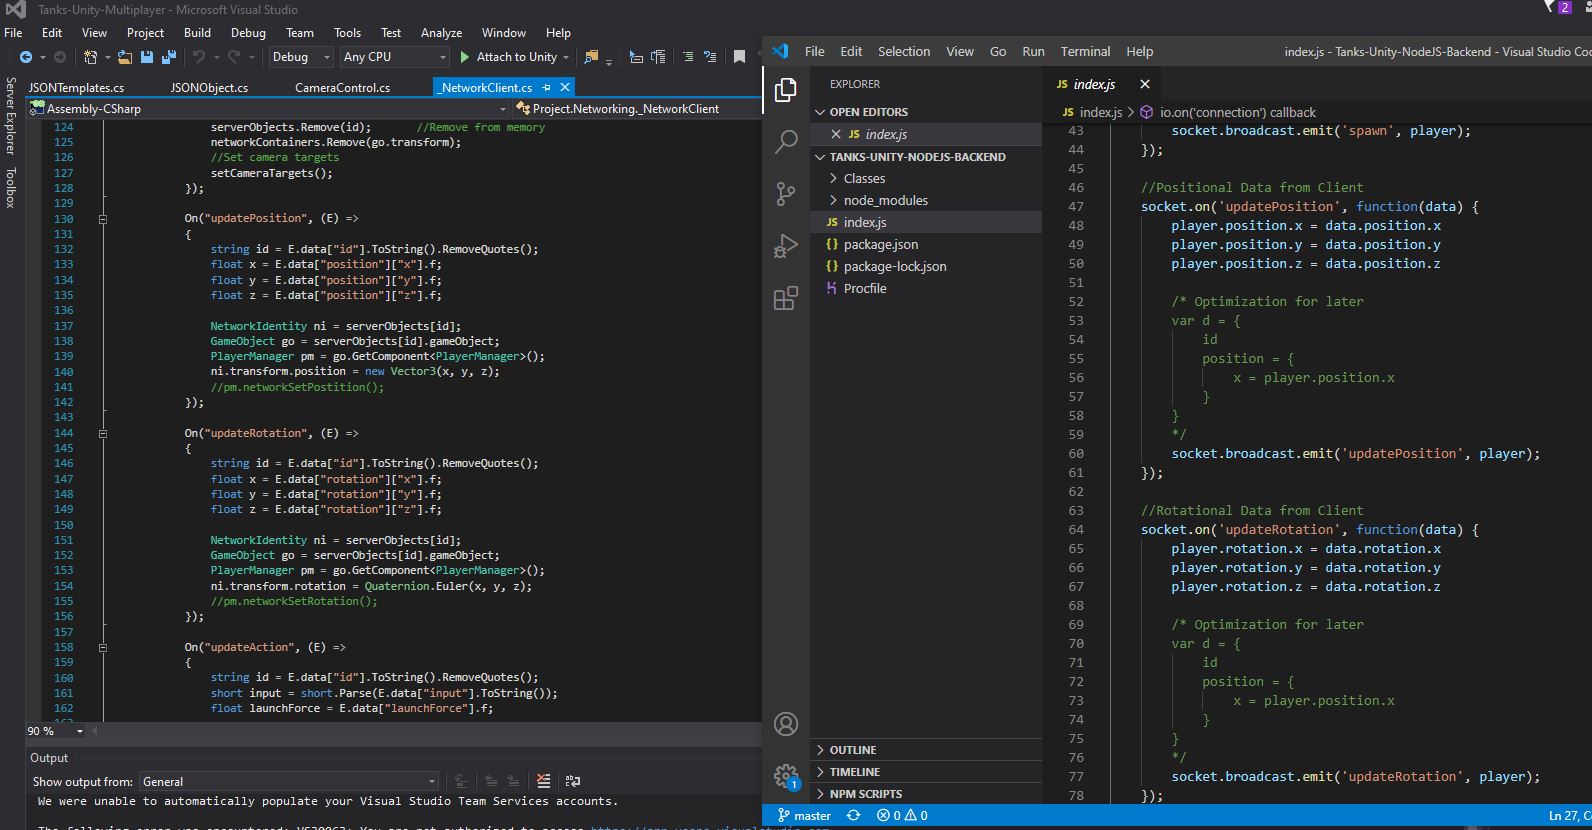 Tanks-Unity-Multiplayer - Microsoft Visual Studio
File Edit View Project Build Debug Team Tools Test Analyze Window Help
Debug Any CPU Attach to Unity
Server Explorer
Toolbox
JSONTemplates.cs JSONObject.cs CameraControl.cs _NetworkClient.cs
Assembly-CSharp Project.Networking._NetworkClient
124 serverObjects.Remove(id); //Remove from memory
125 networkContainers.Remove(go.transform);
126 //Set camera targets
127 setCameraTargets();
128 });
129
130 On("updatePosition", (E) =>
131 {
132 string id = E.data["id"].ToString().RemoveQuotes();
133 float x = E.data["position"]["x"].f;
134 float y = E.data["position"]["y"].f;
135 float z = E.data["position"]["z"].f;
136
137 NetworkIdentity ni = serverObjects[id];
138 GameObject go = serverObjects[id].gameObject;
139 PlayerManager pm = go.GetComponent<PlayerManager>();
140 ni.transform.position = new Vector3(x, y, z);
141 //pm.networkSetPostition();
142 });
143
144 On("updateRotation", (E) =>
145 {
146 string id = E.data["id"].ToString().RemoveQuotes();
147 float x = E.data["rotation"]["x"].f;
148 float y = E.data["rotation"]["y"].f;
149 float z = E.data["rotation"]["z"].f;
150
151 NetworkIdentity ni = serverObjects[id];
152 GameObject go = serverObjects[id].gameObject;
153 PlayerManager pm = go.GetComponent<PlayerManager>();
154 ni.transform.rotation = Quaternion.Euler(x, y, z);
155 //pm.networkSetRotation();
156 });
157
158 On("updateAction", (E) =>
159 {
160 string id = E.data["id"].ToString().RemoveQuotes();
161 short input = short.Parse(E.data["input"].ToString());
162 float launchForce = E.data["launchForce"].f;
90 %
Output
Show output from: General
We were unable to automatically populate your Visual Studio Team Services accounts.
2
File Edit Selection View Go Run Terminal Help index.js - Tanks-Unity-NodeJS-Backend - Visual Studio Co
EXPLORER
OPEN EDITORS
JS index.js
TANKS-UNITY-NODEJS-BACKEND
Classes
node_modules
JS index.js
{} package.json
{} package-lock.json
Procfile
OUTLINE
TIMELINE
NPM SCRIPTS
1
JS index.js
JS index.js > io.on('connection') callback
43 socket.broadcast.emit('spawn', player);
44 });
45
46 //Positional Data from Client
47 socket.on('updatePosition', function(data) {
48 player.position.x = data.position.x
49 player.position.y = data.position.y
50 player.position.z = data.position.z
51
52 /* Optimization for later
53 var d = {
54 id
55 position = {
56 x = player.position.x
57 }
58 }
59 */
60 socket.broadcast.emit('updatePosition', player);
61 });
62
63 //Rotational Data from Client
64 socket.on('updateRotation', function(data) {
65 player.rotation.x = data.rotation.x
66 player.rotation.y = data.rotation.y
67 player.rotation.z = data.rotation.z
68
69 /* Optimization for later
70 var d = {
71 id
72 position = {
73 x = player.position.x
74 }
75 }
76 */
77 socket.broadcast.emit('updateRotation', player);
78 });
master 0 0 Ln 27, C